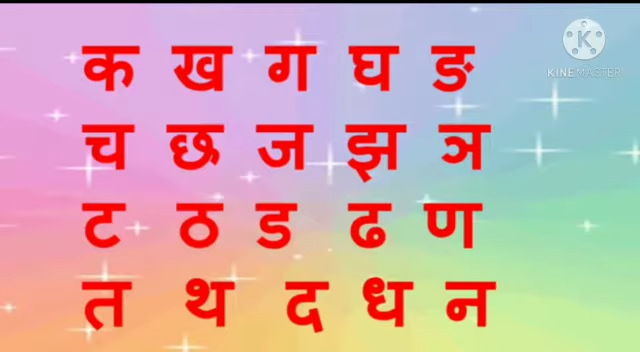 K
KINEMASTER
क ख ग घ ङ
च छ ज झ ञ
ट ठ ड ढ ण
त थ द ध न